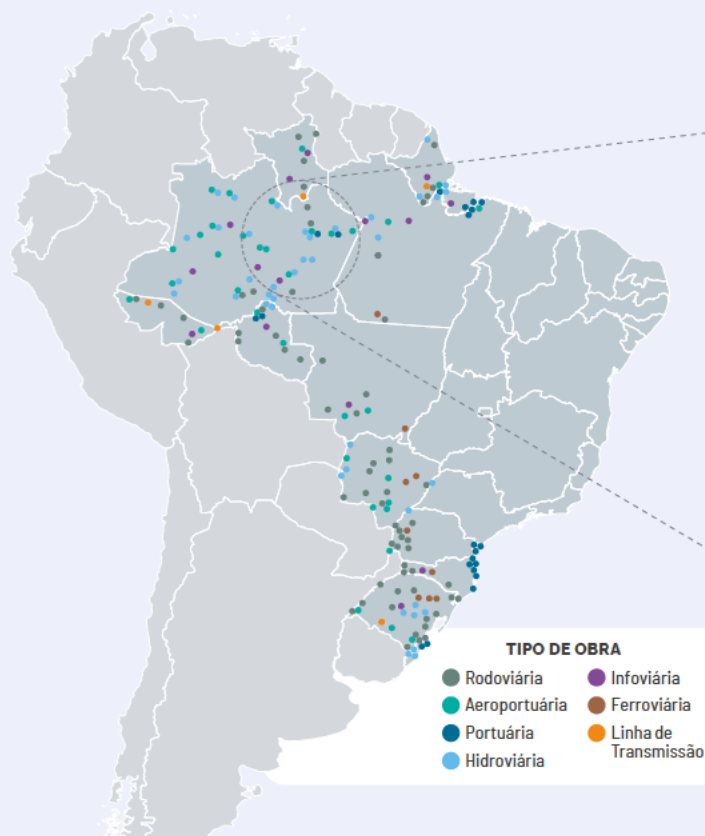 TIPO DE OBRA
Rodoviária
Aeroportuária
Portuária
Hidroviária
Infoviária
Ferroviária
Linha de
Transmissão